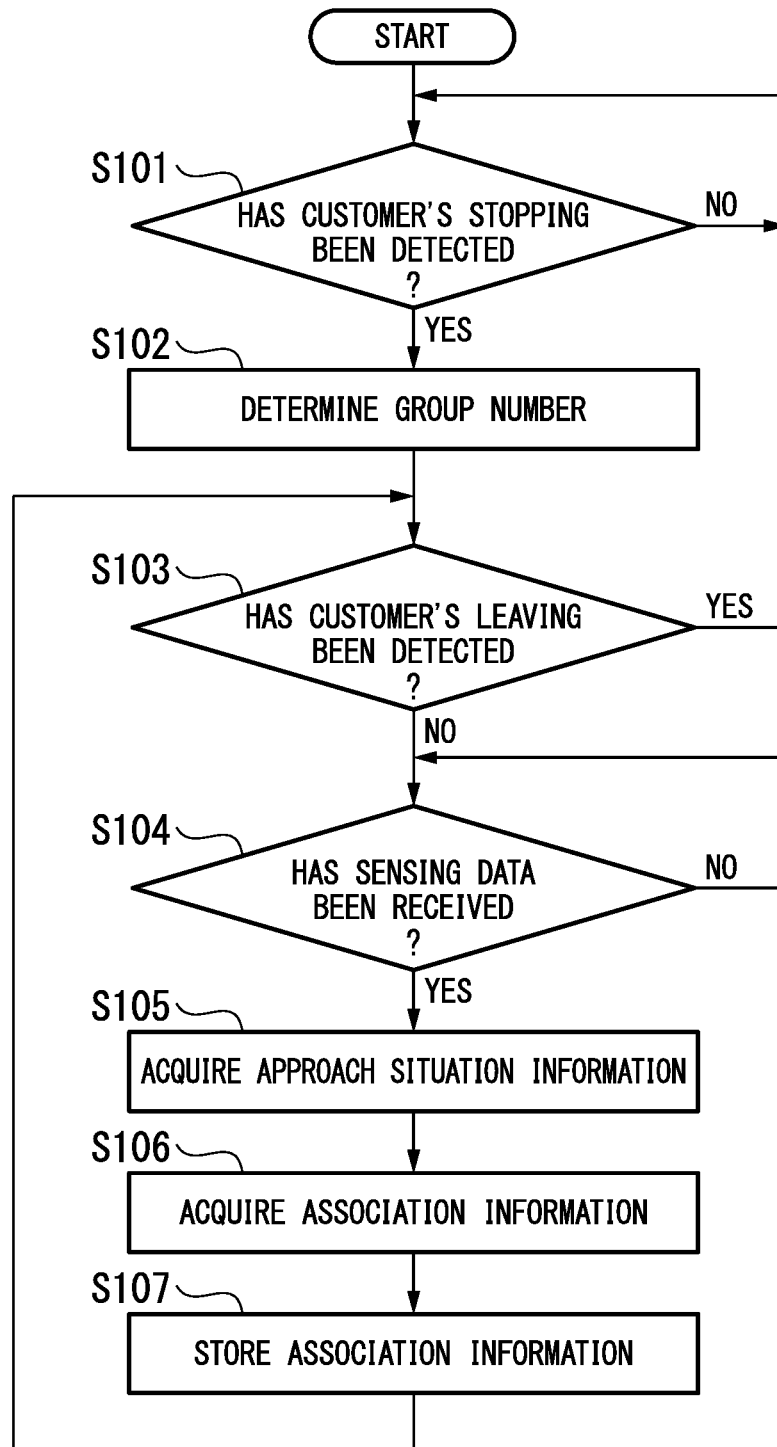 START
S101
HAS CUSTOMER'S STOPPING
BEEN DETECTED
?
NO
YES
S102
DETERMINE GROUP NUMBER
S103
HAS CUSTOMER'S LEAVING
BEEN DETECTED
?
YES
NO
S104
HAS SENSING DATA
BEEN RECEIVED
?
NO
YES
S105
ACQUIRE APPROACH SITUATION INFORMATION
S106
ACQUIRE ASSOCIATION INFORMATION
S107
STORE ASSOCIATION INFORMATION